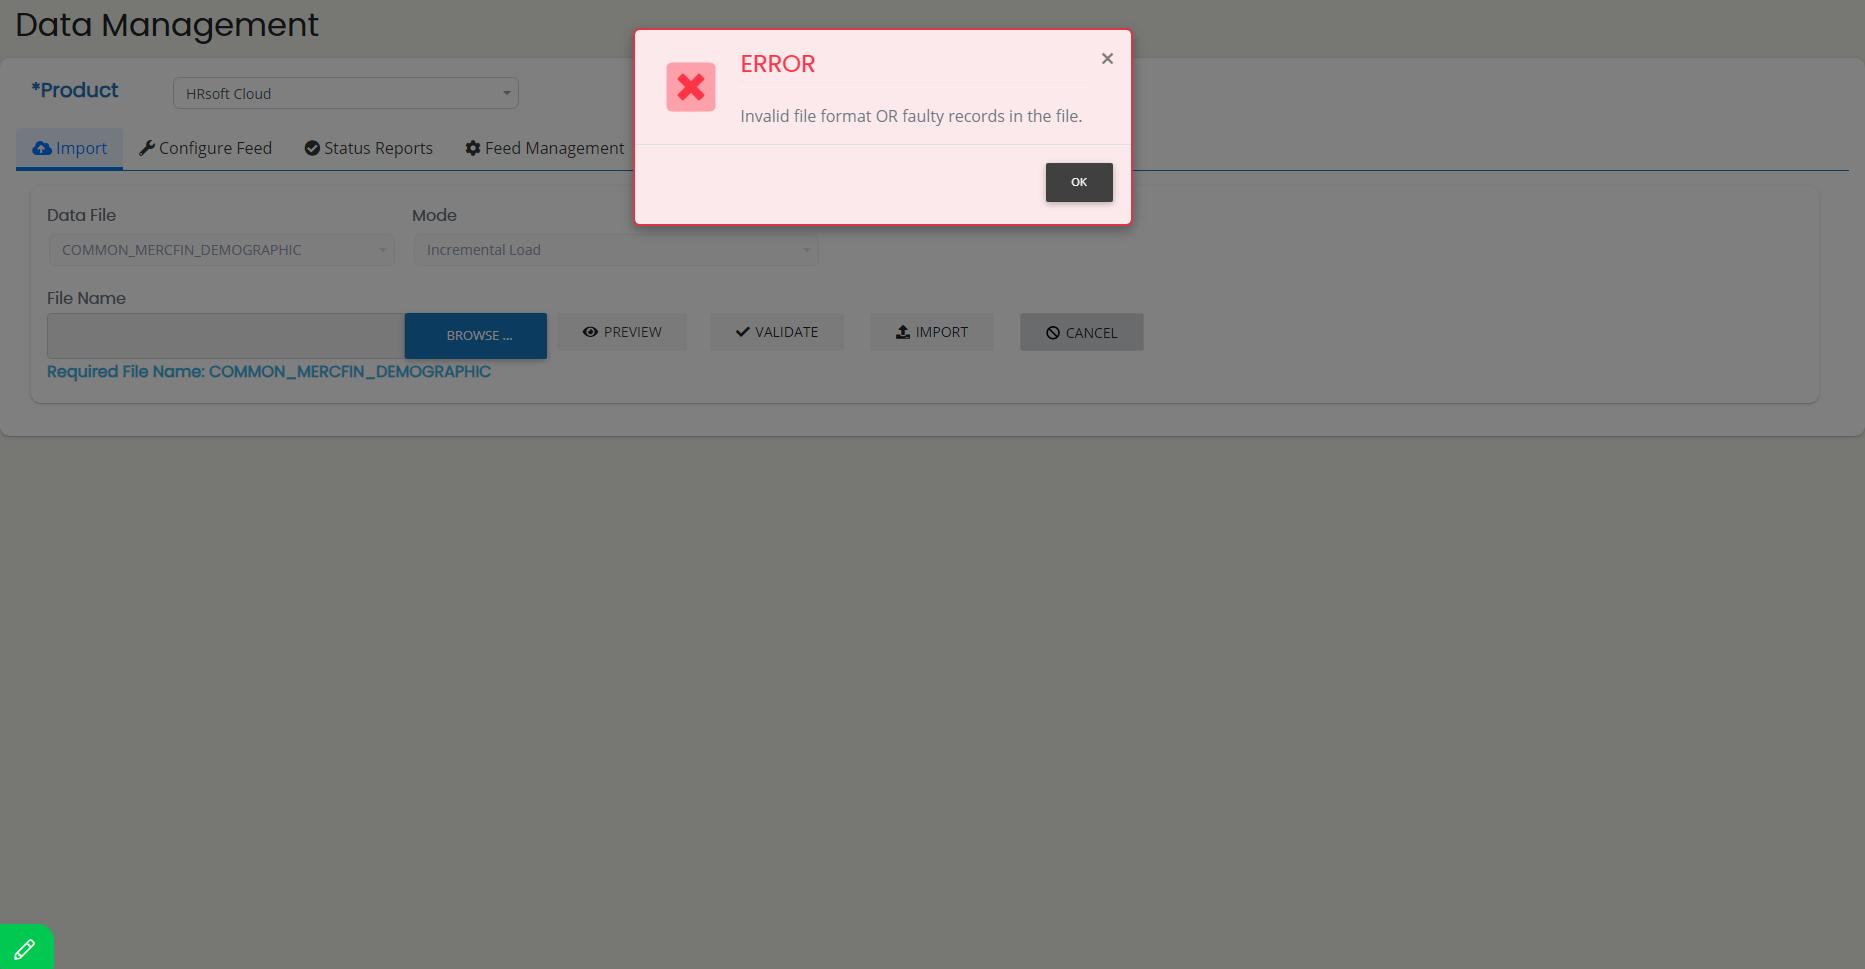 Data Management
ERROR
×
Invalid file format OR faulty records in the file.
OK
*Product
HRsoft Cloud
Import
Configure Feed
Status Reports
Feed Management
Data File
Mode
COMMON_MERCFIN_DEMOGRAPHIC
Incremental Load
File Name
BROWSE ...
PREVIEW
VALIDATE
IMPORT
CANCEL
Required File Name: COMMON_MERCFIN_DEMOGRAPHIC